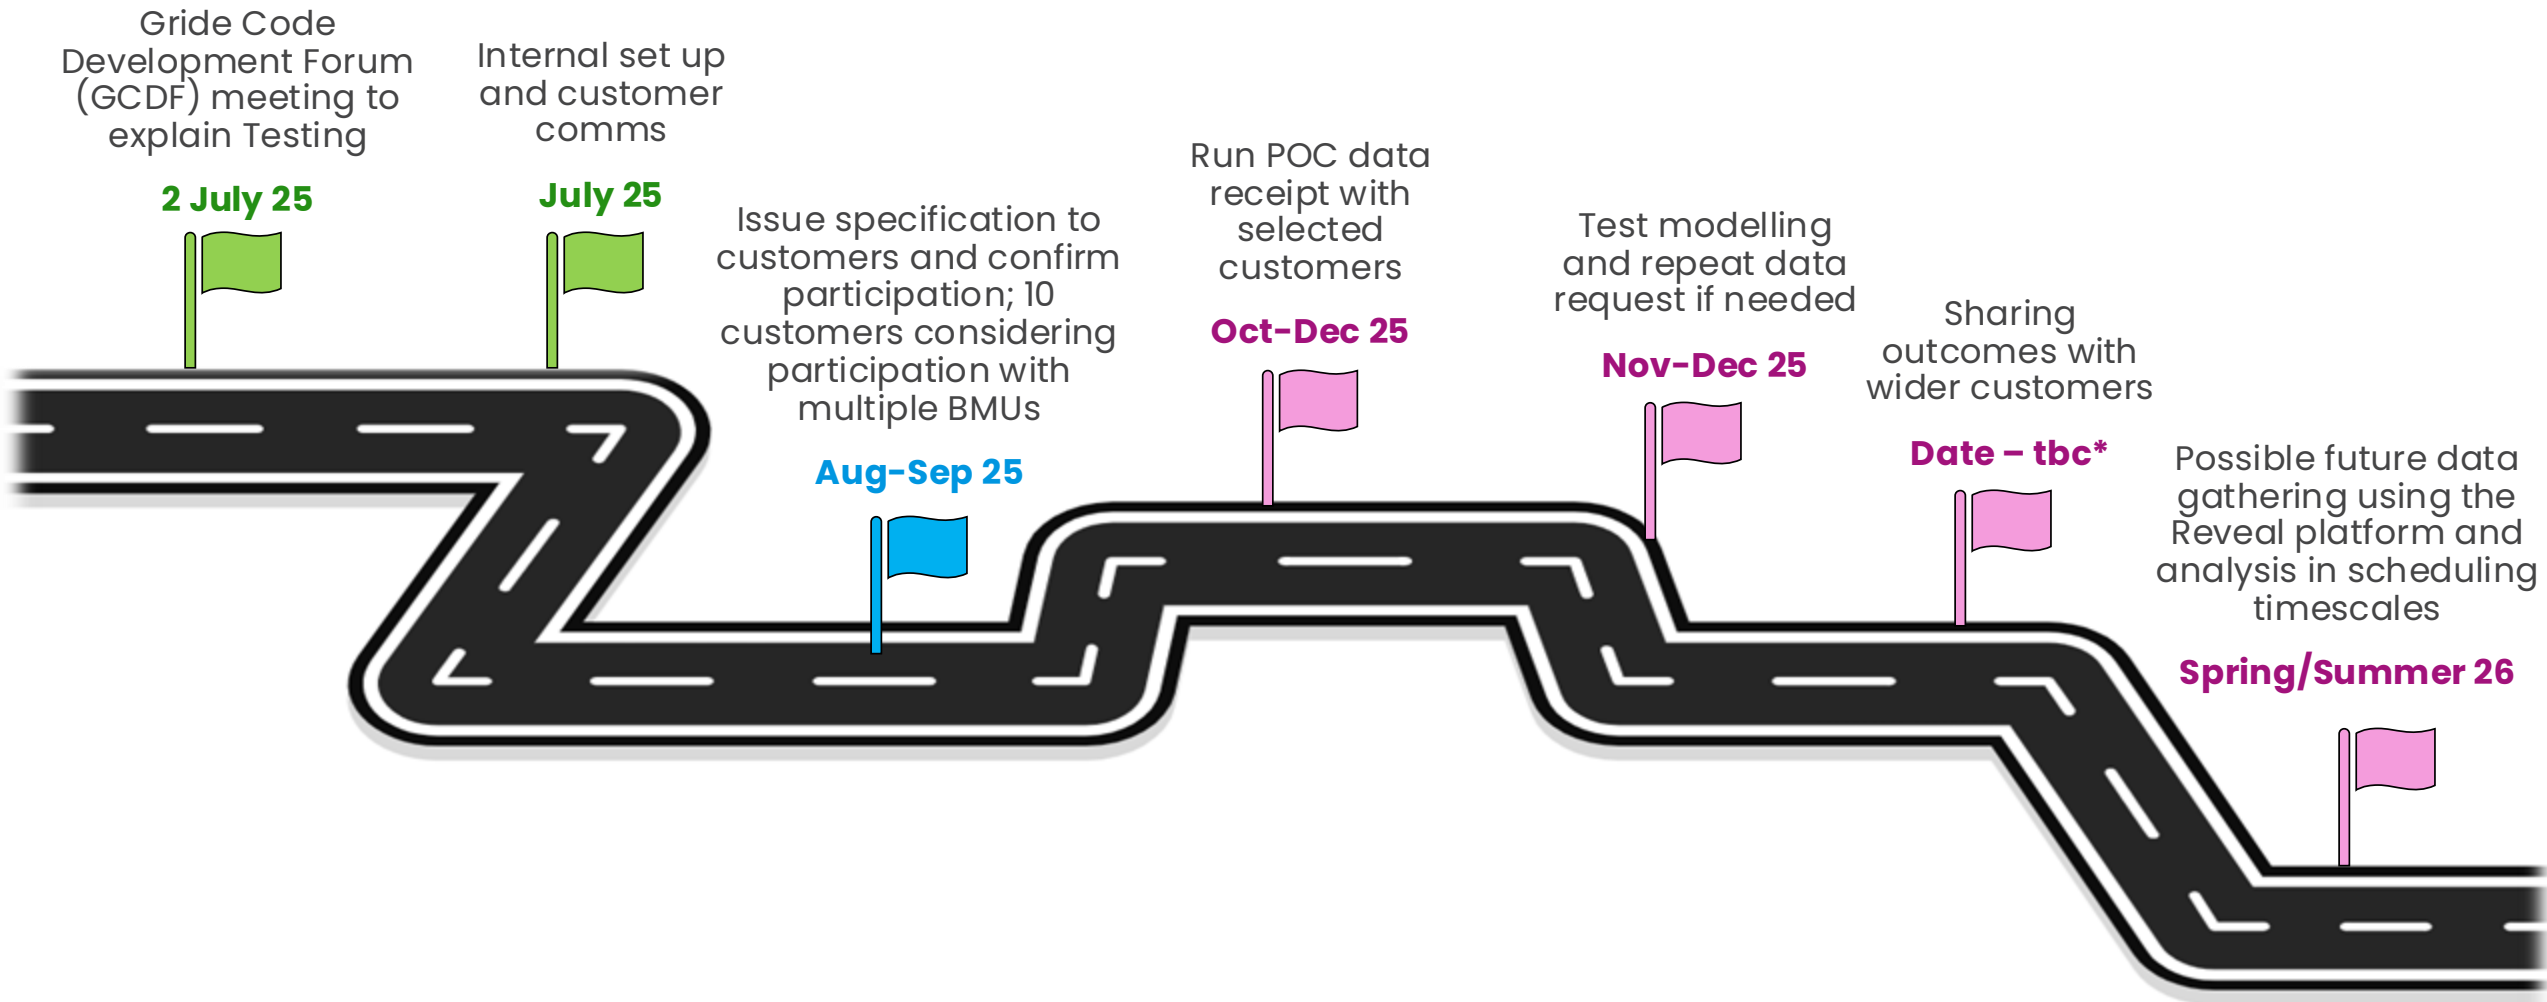 Gride Code
Development Forum
(GCDF) meeting to
explain Testing
2 July 25
Internal set up
and customer
comms
July 25
Issue specification to
customers and confirm
participation; 10
customers considering
participation with
multiple BMUs
Aug-Sep 25
Run POC data
receipt with
selected
customers
Oct-Dec 25
Test modelling
and repeat data
request if needed
Nov-Dec 25
Sharing
outcomes with
wider customers
Date – tbc*
Possible future data
gathering using the
Reveal platform and
analysis in scheduling
timescales
Spring/Summer 26